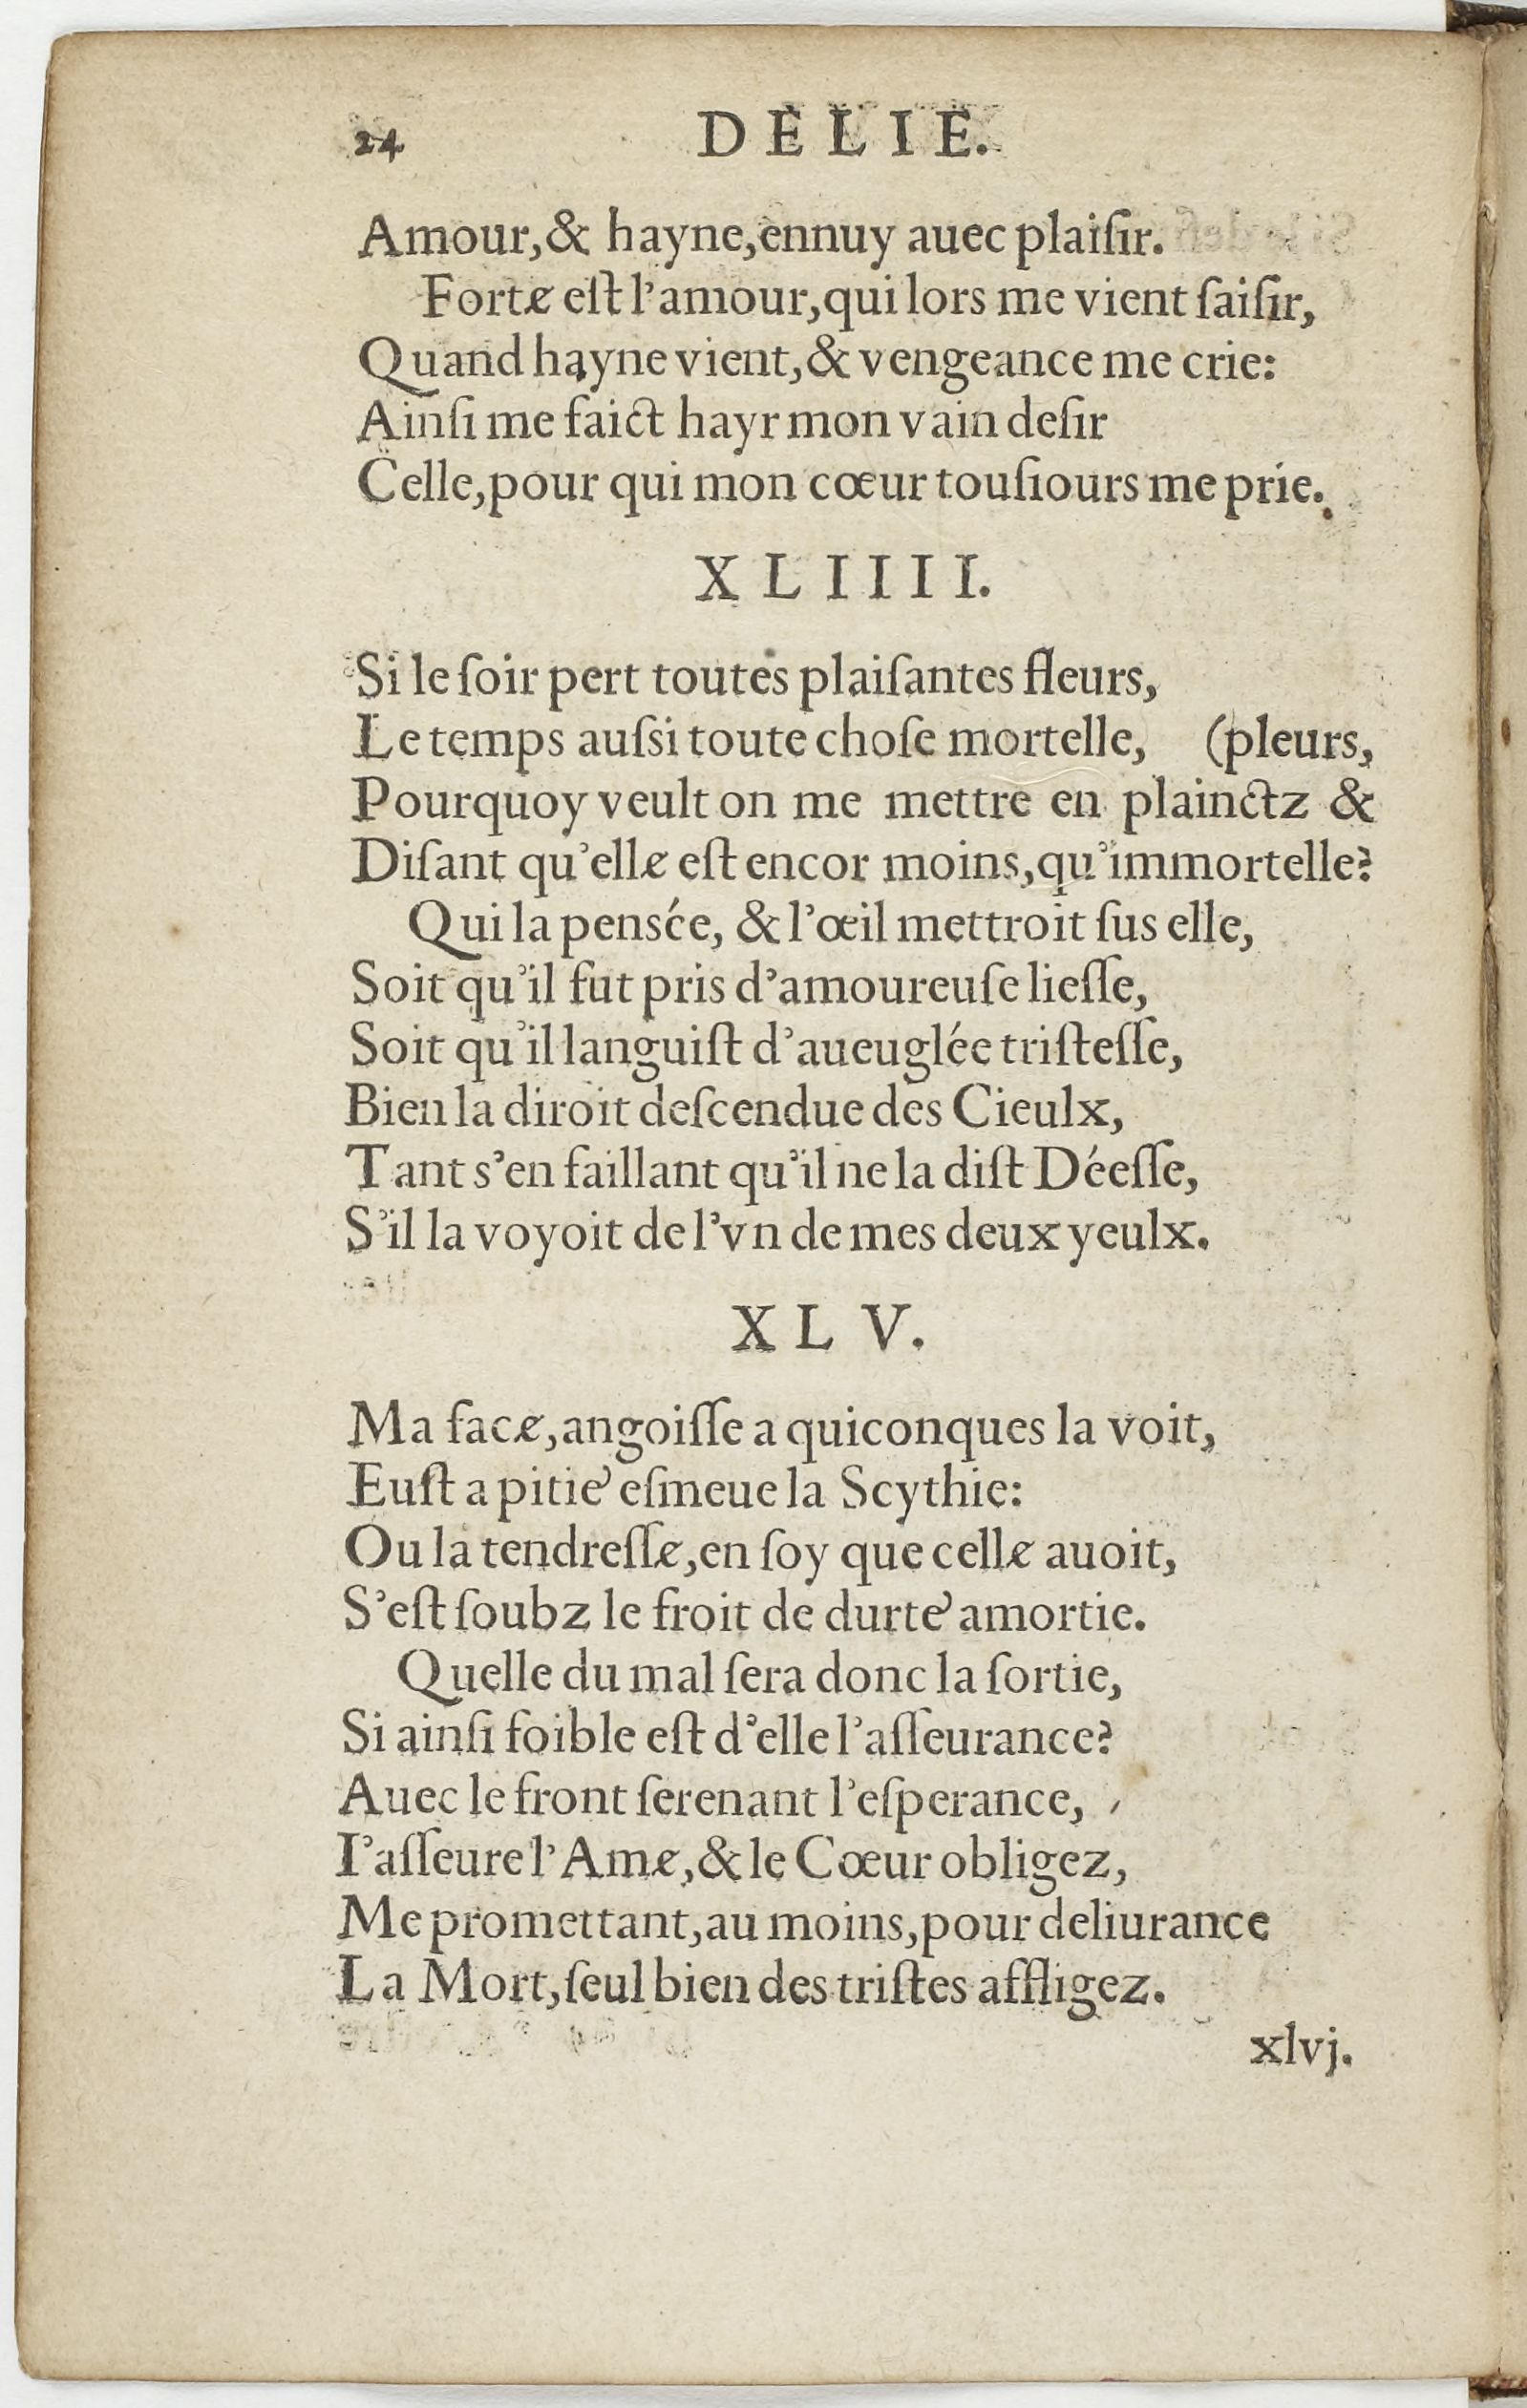 24 DELIE.
Amour,& hayne, ennuy auec plaiſir.
Forte eſt l'amour, qui lors me vient ſaiſir,
Quand hayne vient,& vengeance me crie:
Ainſi me faict hayr mon vain deſir
Celle, pour qui mon cœur touſiours me prie.
XLIIII.
Si le ſoir pert toutes plaiſantes fleurs,
Le temps auſsi toute choſe mortelle, (pleurs,
Pourquoy veult on me mettre en plainctz &
Diſant qu'elle eſt encor moins, qu'immortelle?
Qui la pensée, & l'œil mettroit ſus elle,
Soit qu'il fut pris d'amoureuſe lieſſe,
Soit qu'il languiſt d'aueuglée triſteſſe,
Bien la diroit deſcendue des Cieulx,
Tant s'en faillant qu'il ne la diſt Déeſſe,
S'il la voyoit de l'vn de mes deux yeulx.
XLV.
Ma face, angoiſſe a quiconques la voit,
Euſt a pitié eſmeue la Scythie:
Ou la tendreſſe, en ſoy que celle auoit,
S'eſt ſoubz le froit de durté amortie.
Quelle du mal ſera donc la ſortie,
Si ainſi foible eſt d'elle l'aſſeurance?
Auec le front ſerenant l'eſperance,
I'aſſeure l'Ame,& le Cœur obligez,
Me promettant, au moins, pour deliurance
La Mort, ſeul bien des triſtes affligez.
xlvj.